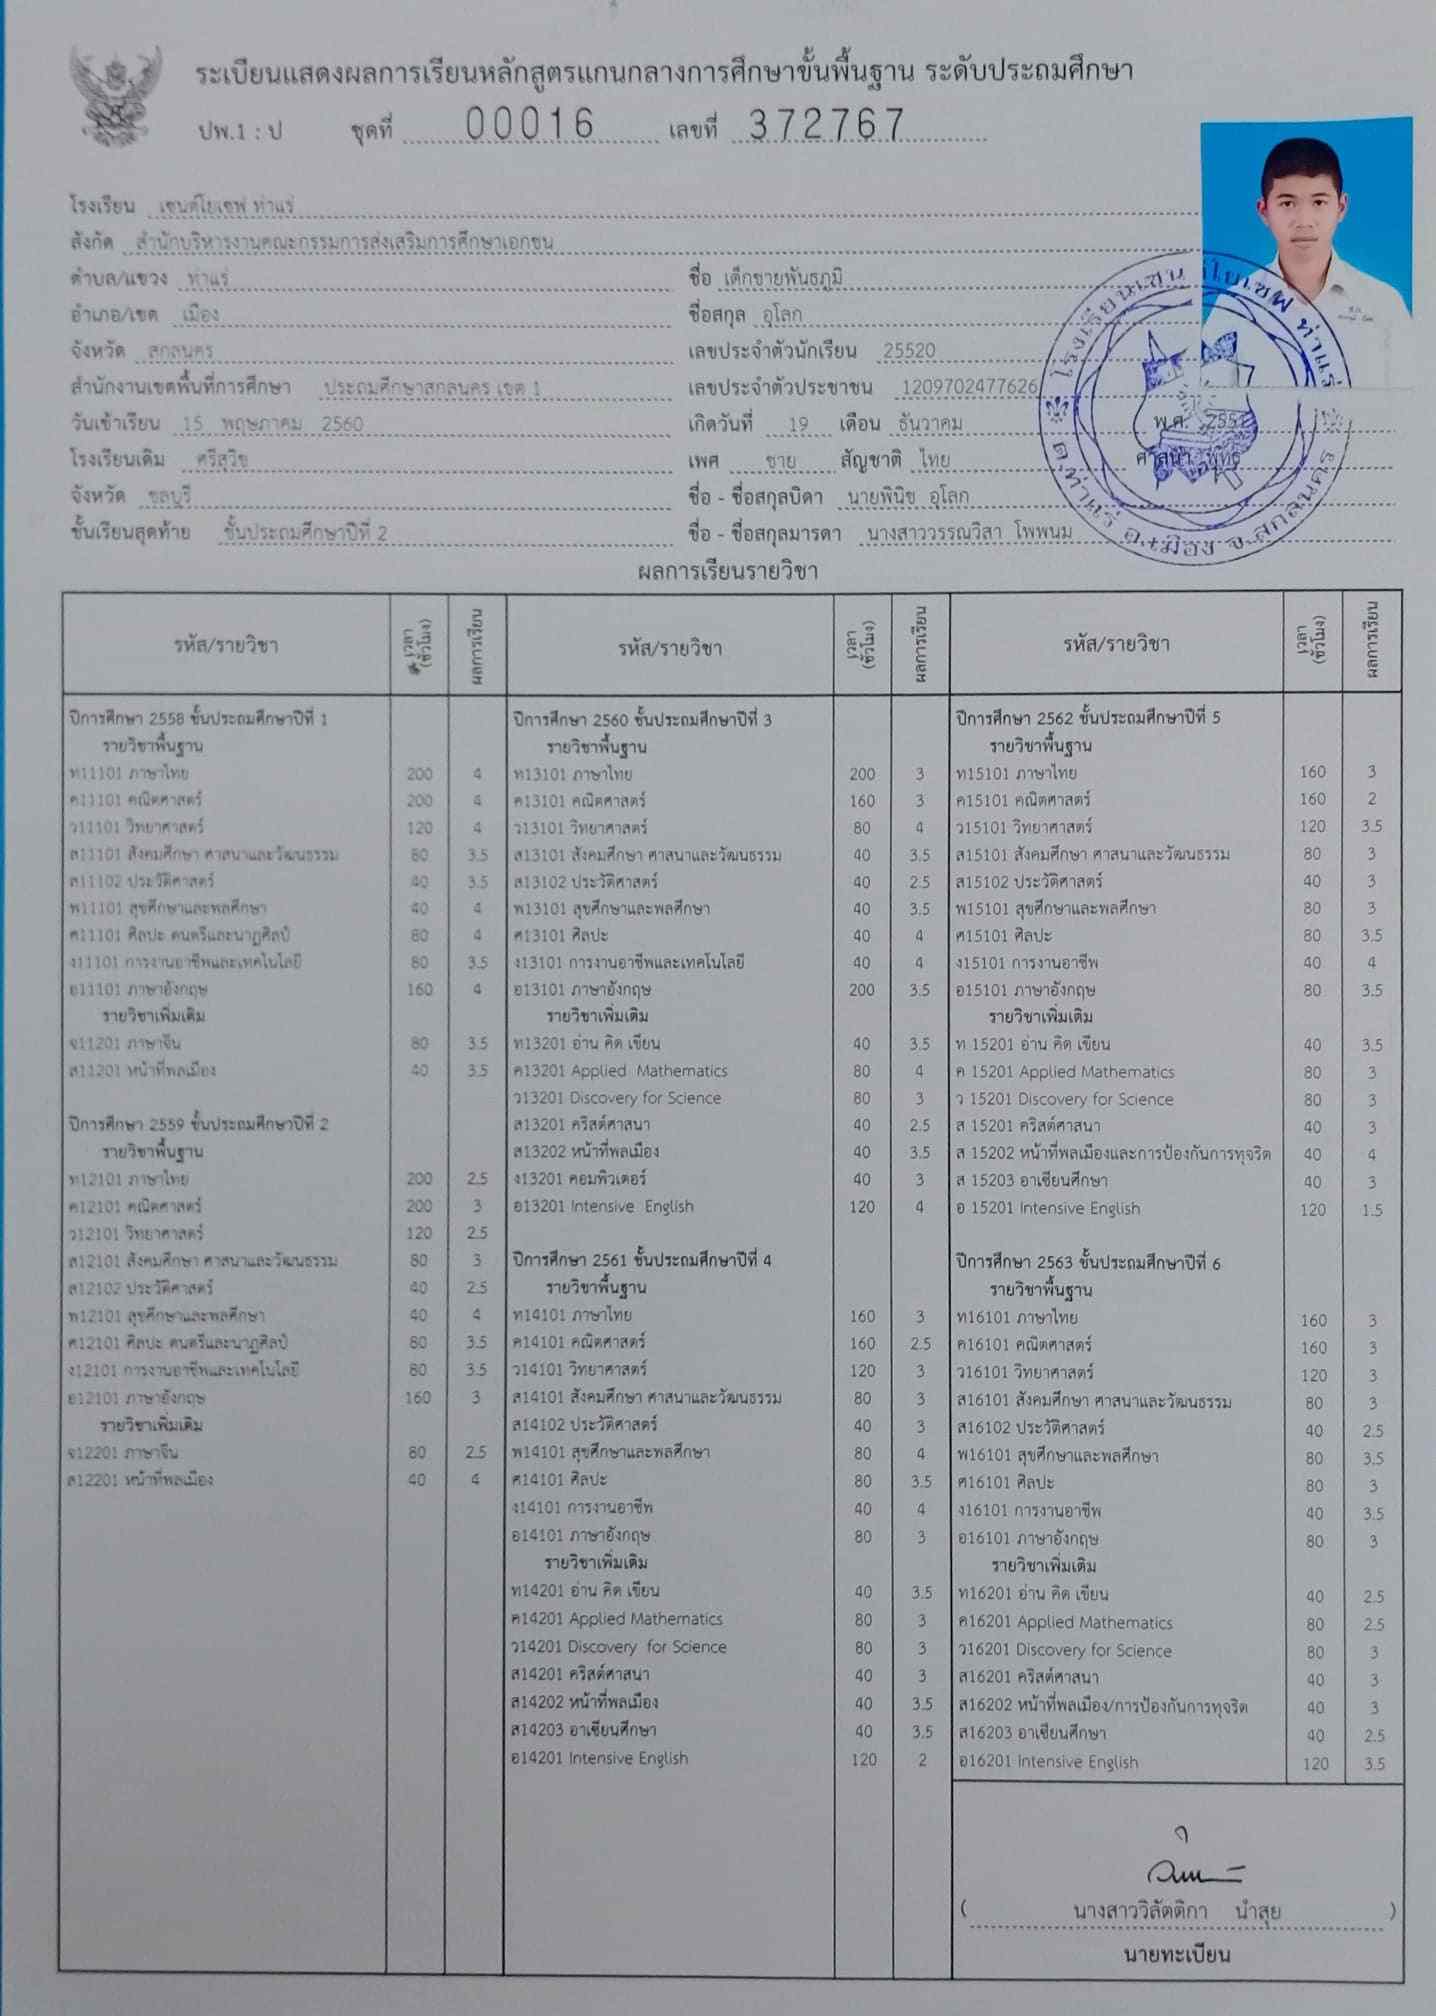 ระเบียนแสดงผลการเรียนหลักสูตรแกนกลางการศึกษาขั้นพื้นฐาน ระดับประถมศึกษา
ปพ.1 : ป ชุดที่ 00016 เลขที่ 372767
โรงเรียน เซนต์โยเซฟ ท่าแร่
สังกัด สำนักบริหารงานคณะกรรมการส่งเสริมการศึกษาเอกชน
ตำบล/แขวง ท่าแร่
อำเภอ/เขต เมือง
จังหวัด สกลนคร
สำนักงานเขตพื้นที่การศึกษา ประถมศึกษาสกลนคร เขต 1
วันเข้าเรียน 15 พฤษภาคม 2560
โรงเรียนเดิม ศรีสุวิช
จังหวัด ชลบุรี
ชั้นเรียนสุดท้าย ชั้นประถมศึกษาปีที่ 2
ชื่อ เด็กชายพันธภูมิ
ชื่อสกุล อุโลก
เลขประจำตัวนักเรียน 25520
เลขประจำตัวประชาชน 1209702477626
เกิดวันที่ 19 เดือน ธันวาคม พ.ศ. 2551
เพศ ชาย สัญชาติ ไทย ศาสนา พุทธ
ชื่อ - ชื่อสกุลบิดา นายพินิช อุโลก
ชื่อ - ชื่อสกุลมารดา นางสาววรรณวิสา โพพนม
โรงเรียนเซนต์โยเซฟ ท่าแร่
ต.ท่าแร่ อ.เมือง จ.สกลนคร
ผลการเรียนรายวิชา
รหัส/รายวิชา เวลา (ชั่วโมง) ผลการเรียน
ปีการศึกษา 2558 ชั้นประถมศึกษาปีที่ 1
รายวิชาพื้นฐาน
ท11101 ภาษาไทย 200 4
ค11101 คณิตศาสตร์ 200 4
ว11101 วิทยาศาสตร์ 120 4
ส11101 สังคมศึกษา ศาสนาและวัฒนธรรม 80 3.5
ส11102 ประวัติศาสตร์ 40 3.5
พ11101 สุขศึกษาและพลศึกษา 40 4
ศ11101 ศิลปะ ดนตรีและนาฏศิลป์ 80 4
ง11101 การงานอาชีพและเทคโนโลยี 80 3.5
อ11101 ภาษาอังกฤษ 160 4
รายวิชาเพิ่มเติม
จ11201 ภาษาจีน 80 3.5
ส11201 หน้าที่พลเมือง 40 3.5
ปีการศึกษา 2559 ชั้นประถมศึกษาปีที่ 2
รายวิชาพื้นฐาน
ท12101 ภาษาไทย 200 2.5
ค12101 คณิตศาสตร์ 200 3
ว12101 วิทยาศาสตร์ 120 2.5
ส12101 สังคมศึกษา ศาสนาและวัฒนธรรม 80 3
ส12102 ประวัติศาสตร์ 40 2.5
พ12101 สุขศึกษาและพลศึกษา 40 4
ศ12101 ศิลปะ ดนตรีและนาฏศิลป์ 80 3.5
ง12101 การงานอาชีพและเทคโนโลยี 80 3.5
อ12101 ภาษาอังกฤษ 160 3
รายวิชาเพิ่มเติม
จ12201 ภาษาจีน 80 2.5
ส12201 หน้าที่พลเมือง 40 4
รหัส/รายวิชา เวลา (ชั่วโมง) ผลการเรียน
ปีการศึกษา 2560 ชั้นประถมศึกษาปีที่ 3
รายวิชาพื้นฐาน
ท13101 ภาษาไทย 200 3
ค13101 คณิตศาสตร์ 160 3
ว13101 วิทยาศาสตร์ 80 4
ส13101 สังคมศึกษา ศาสนาและวัฒนธรรม 40 3.5
ส13102 ประวัติศาสตร์ 40 2.5
พ13101 สุขศึกษาและพลศึกษา 40 3.5
ศ13101 ศิลปะ 40 4
ง13101 การงานอาชีพและเทคโนโลยี 40 4
อ13101 ภาษาอังกฤษ 200 3.5
รายวิชาเพิ่มเติม
ท13201 อ่าน คิด เขียน 40 3.5
ค13201 Applied Mathematics 80 4
ว13201 Discovery for Science 80 3
ส13201 คริสต์ศาสนา 40 2.5
ส13202 หน้าที่พลเมือง 40 3.5
ง13201 คอมพิวเตอร์ 40 3
อ13201 Intensive English 120 4
ปีการศึกษา 2561 ชั้นประถมศึกษาปีที่ 4
รายวิชาพื้นฐาน
ท14101 ภาษาไทย 160 3
ค14101 คณิตศาสตร์ 160 2.5
ว14101 วิทยาศาสตร์ 120 3
ส14101 สังคมศึกษา ศาสนาและวัฒนธรรม 80 3
ส14102 ประวัติศาสตร์ 40 3
พ14101 สุขศึกษาและพลศึกษา 80 4
ศ14101 ศิลปะ 80 3.5
ง14101 การงานอาชีพ 40 4
อ14101 ภาษาอังกฤษ 80 3
รายวิชาเพิ่มเติม
ท14201 อ่าน คิด เขียน 40 3.5
ค14201 Applied Mathematics 80 3
ว14201 Discovery for Science 80 3
ส14201 คริสต์ศาสนา 40 3
ส14202 หน้าที่พลเมือง 40 3.5
ส14203 อาเซียนศึกษา 40 3.5
อ14201 Intensive English 120 2
รหัส/รายวิชา เวลา (ชั่วโมง) ผลการเรียน
ปีการศึกษา 2562 ชั้นประถมศึกษาปีที่ 5
รายวิชาพื้นฐาน
ท15101 ภาษาไทย 160 3
ค15101 คณิตศาสตร์ 160 2
ว15101 วิทยาศาสตร์ 120 3.5
ส15101 สังคมศึกษา ศาสนาและวัฒนธรรม 80 3
ส15102 ประวัติศาสตร์ 40 3
พ15101 สุขศึกษาและพลศึกษา 80 3
ศ15101 ศิลปะ 80 3.5
ง15101 การงานอาชีพ 40 4
อ15101 ภาษาอังกฤษ 80 3.5
รายวิชาเพิ่มเติม
ท 15201 อ่าน คิด เขียน 40 3.5
ค 15201 Applied Mathematics 80 3
ว 15201 Discovery for Science 80 3
ส 15201 คริสต์ศาสนา 40 3
ส 15202 หน้าที่พลเมืองและการป้องกันการทุจริต 40 4
ส 15203 อาเซียนศึกษา 40 3
อ 15201 Intensive English 120 1.5
ปีการศึกษา 2563 ชั้นประถมศึกษาปีที่ 6
รายวิชาพื้นฐาน
ท16101 ภาษาไทย 160 3
ค16101 คณิตศาสตร์ 160 3
ว16101 วิทยาศาสตร์ 120 3
ส16101 สังคมศึกษา ศาสนาและวัฒนธรรม 80 3
ส16102 ประวัติศาสตร์ 40 2.5
พ16101 สุขศึกษาและพลศึกษา 80 3.5
ศ16101 ศิลปะ 80 3
ง16101 การงานอาชีพ 40 3.5
อ16101 ภาษาอังกฤษ 80 3
รายวิชาเพิ่มเติม
ท16201 อ่าน คิด เขียน 40 2.5
ค16201 Applied Mathematics 80 2.5
ว16201 Discovery for Science 80 3
ส16201 คริสต์ศาสนา 40 3
ส16202 หน้าที่พลเมือง/การป้องกันการทุจริต 40 3
ส16203 อาเซียนศึกษา 40 2.5
อ16201 Intensive English 120 3.5
( นางสาววิลัตติกา นำสุย )
นายทะเบียน